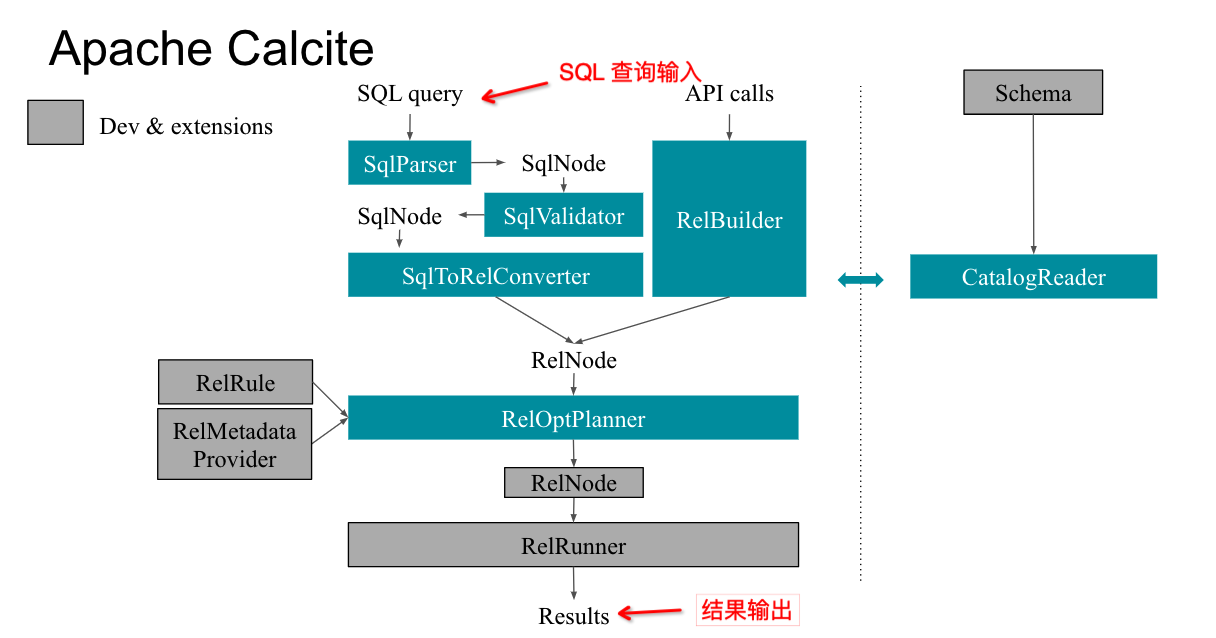 Apache Calcite
SQL 查询输入
SQL query
API calls
Schema
Dev & extensions
SqlParser
SqlNode
SqlNode
SqlValidator
RelBuilder
SqlToRelConverter
CatalogReader
RelNode
RelRule
RelMetadata
Provider
RelOptPlanner
RelNode
RelRunner
Results
结果输出